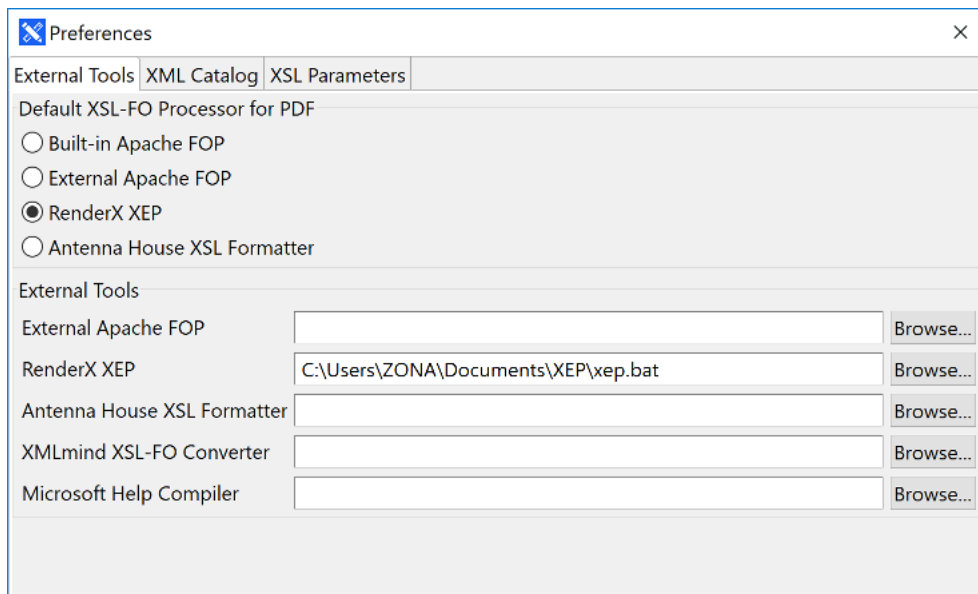 Preferences
External Tools XML Catalog XSL Parameters
Default XSL-FO Processor for PDF
Built-in Apache FOP
External Apache FOP
RenderX XEP
Antenna House XSL Formatter
External Tools
External Apache FOP Browse...
RenderX XEP C:\Users\ZONA\Documents\XEP\xep.bat Browse...
Antenna House XSL Formatter Browse...
XMLmind XSL-FO Converter Browse...
Microsoft Help Compiler Browse...